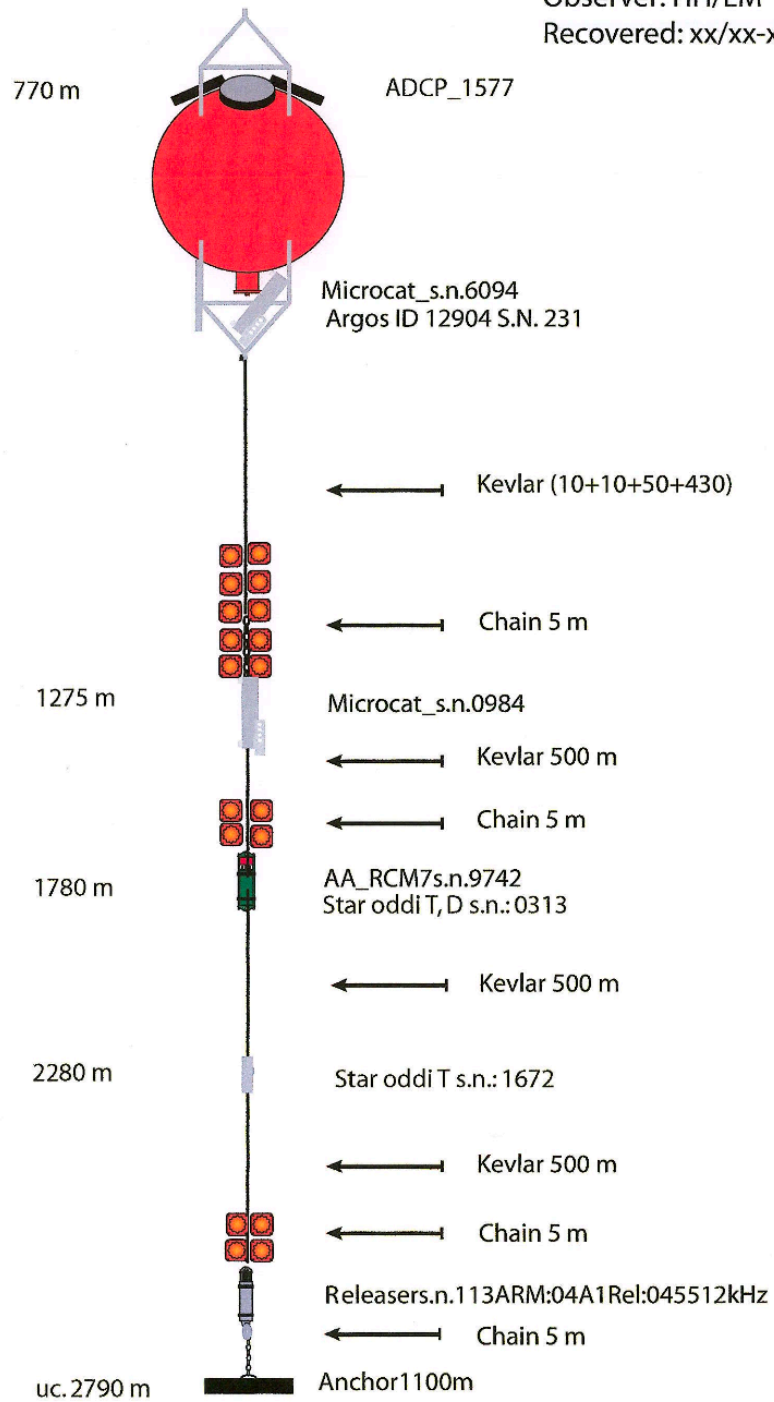 Recovered: xx/xx-x
770 m
ADCP_1577
Microcat_s.n.6094
Argos ID 12904 S.N. 231
Kevlar (10+10+50+430)
Chain 5 m
1275 m
Microcat_s.n.0984
Kevlar 500 m
Chain 5 m
1780 m
AA_RCM7s.n.9742
Star oddi T, D s.n.: 0313
Kevlar 500 m
2280 m
Star oddi T s.n.: 1672
Kevlar 500 m
Chain 5 m
Releasers.n.113ARM:04A1Rel:045512kHz
Chain 5 m
uc. 2790 m
Anchor1100m